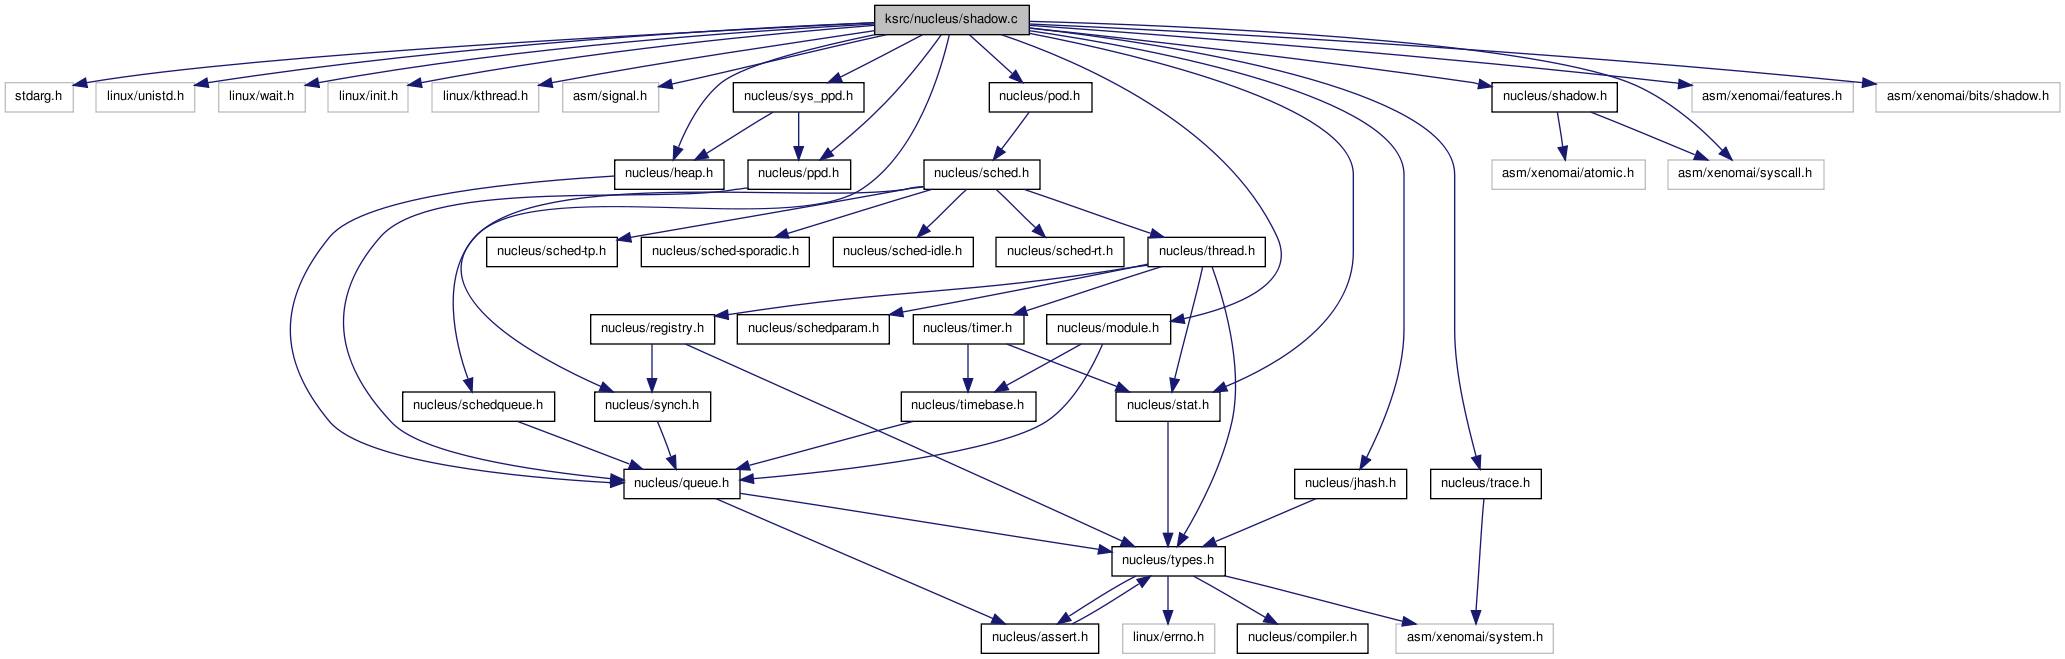 ksrc/nucleus/shadow.c
stdarg.h
linux/unistd.h
linux/wait.h
linux/init.h
linux/kthread.h
asm/signal.h
nucleus/sys_ppd.h
nucleus/pod.h
nucleus/shadow.h
asm/xenomai/features.h
asm/xenomai/bits/shadow.h
nucleus/heap.h
nucleus/ppd.h
nucleus/sched.h
asm/xenomai/atomic.h
asm/xenomai/syscall.h
nucleus/sched-tp.h
nucleus/sched-sporadic.h
nucleus/sched-idle.h
nucleus/sched-rt.h
nucleus/thread.h
nucleus/registry.h
nucleus/schedparam.h
nucleus/timer.h
nucleus/module.h
nucleus/schedqueue.h
nucleus/synch.h
nucleus/timebase.h
nucleus/stat.h
nucleus/queue.h
nucleus/jhash.h
nucleus/trace.h
nucleus/types.h
nucleus/assert.h
linux/errno.h
nucleus/compiler.h
asm/xenomai/system.h